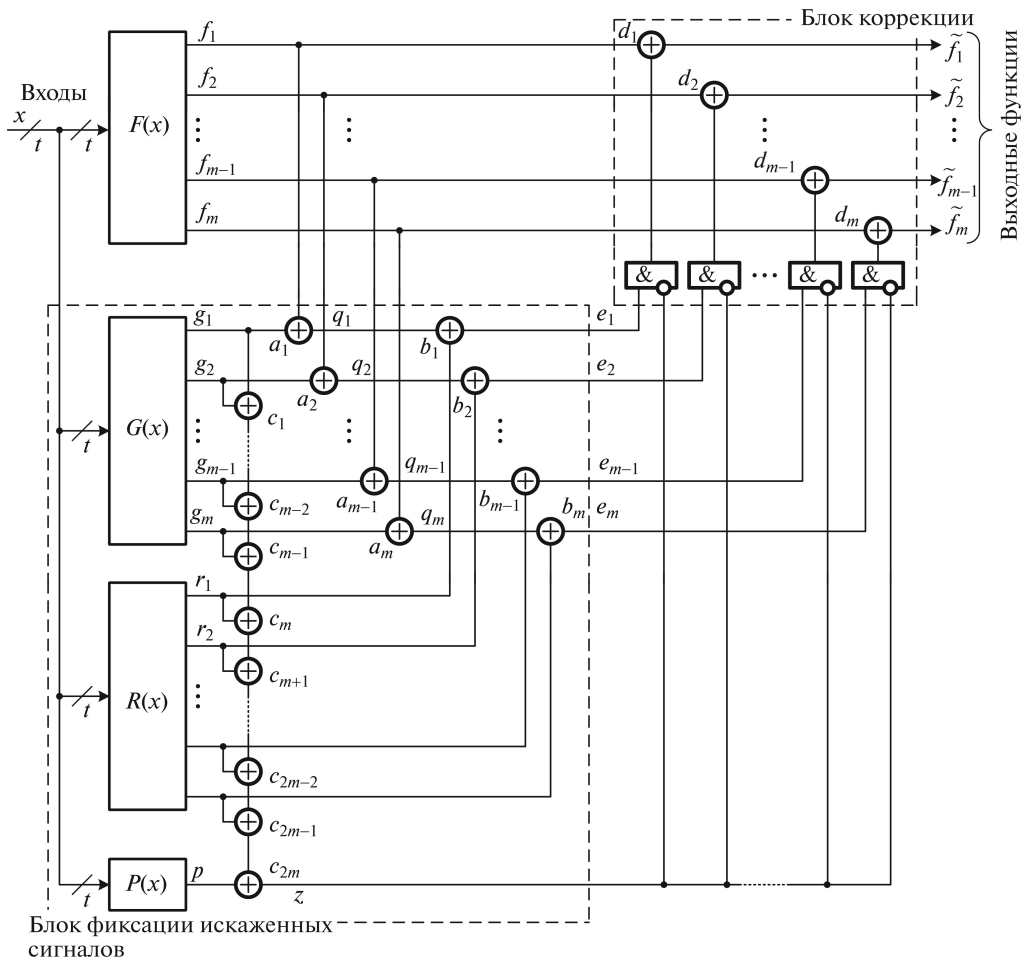 Блок коррекции
f₁
d₁
f̃₁
f₂
d₂
f̃₂
Входы
x
t
t
F(x)
fₘ₋₁
dₘ₋₁
f̃ₘ₋₁
fₘ
dₘ
f̃ₘ
Выходные функции
& & & &
g₁
a₁
q₁
b₁
e₁
g₂
c₁
a₂
q₂
b₂
e₂
G(x)
t
gₘ₋₁
cₘ₋₂
aₘ₋₁
qₘ₋₁
bₘ₋₁
eₘ₋₁
gₘ
cₘ₋₁
aₘ
qₘ
bₘ
eₘ
r₁
cₘ
r₂
cₘ₊₁
R(x)
t
c₂ₘ₋₂
c₂ₘ₋₁
P(x)
t
p
c₂ₘ
z
Блок фиксации искаженных
сигналов